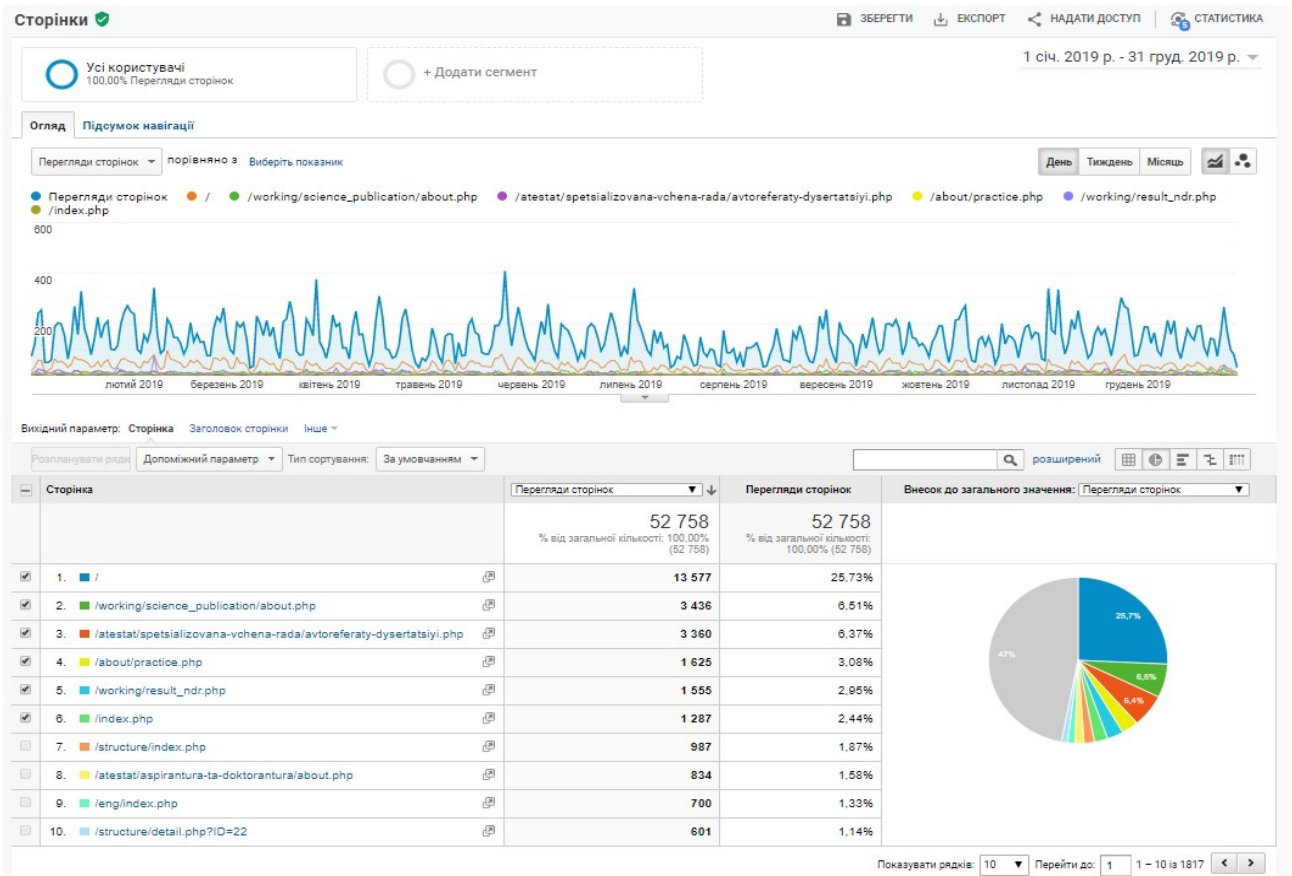 Сторінки
ЗБЕРЕГТИ ЕКСПОРТ НАДАТИ ДОСТУП 5 СТАТИСТИКА
Усі користувачі
100,00% Перегляди сторінок
+ Додати сегмент
1 січ. 2019 р. - 31 груд. 2019 р.
Огляд Підсумок навігації
Перегляди сторінок порівняно з Виберіть показник
День Тиждень Місяць
Перегляди сторінок / /working/science_publication/about.php /atestat/spetsializovana-vchena-rada/avtoreferaty-dysertatsiyi.php /about/practice.php /working/result_ndr.php
/index.php
600
400
200
лютий 2019 березень 2019 квітень 2019 травень 2019 червень 2019 липень 2019 серпень 2019 вересень 2019 жовтень 2019 листопад 2019 грудень 2019
Вихідний параметр: Сторінка Заголовок сторінки Інше
Розпланувати ряди Допоміжний параметр Тип сортування: За умовчанням розширений
Сторінка Перегляди сторінок Перегляди сторінок Внесок до загального значення: Перегляди сторінок
52 758 52 758
% від загальної кількості: 100,00% % від загальної кількості:
(52 758) 100,00% (52 758)
1. / 13 577 25,73%
2. /working/science_publication/about.php 3 436 6,51%
3. /atestat/spetsializovana-vchena-rada/avtoreferaty-dysertatsiyi.php 3 360 6,37%
4. /about/practice.php 1 625 3,08%
5. /working/result_ndr.php 1 555 2,95%
6. /index.php 1 287 2,44%
7. /structure/index.php 987 1,87%
8. /atestat/aspirantura-ta-doktorantura/about.php 834 1,58%
9. /eng/index.php 700 1,33%
10. /structure/detail.php?ID=22 601 1,14%
25,7%
47%
6,5%
6,4%
Показувати рядків: 10 Перейти до: 1 1 – 10 із 1817